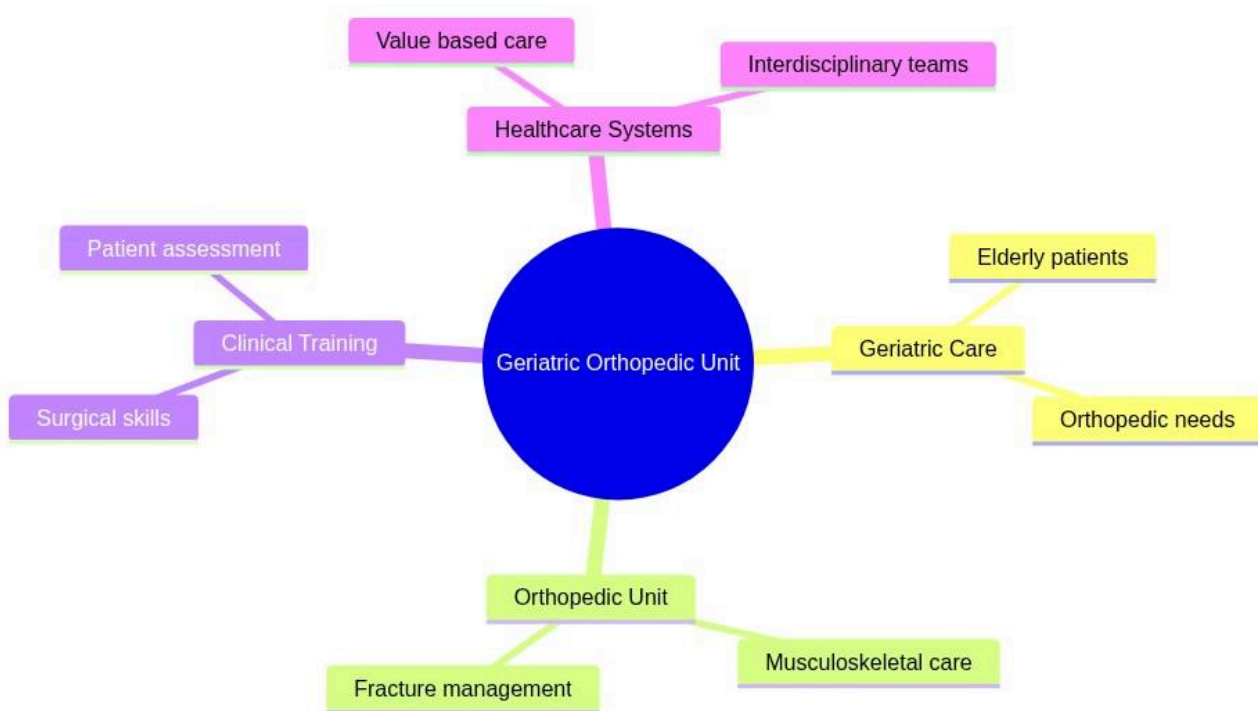 Value based care
Interdisciplinary teams
Healthcare Systems
Patient assessment
Elderly patients
Clinical Training
Geriatric Care
Geriatric Orthopedic Unit
Surgical skills
Orthopedic needs
Orthopedic Unit
Musculoskeletal care
Fracture management